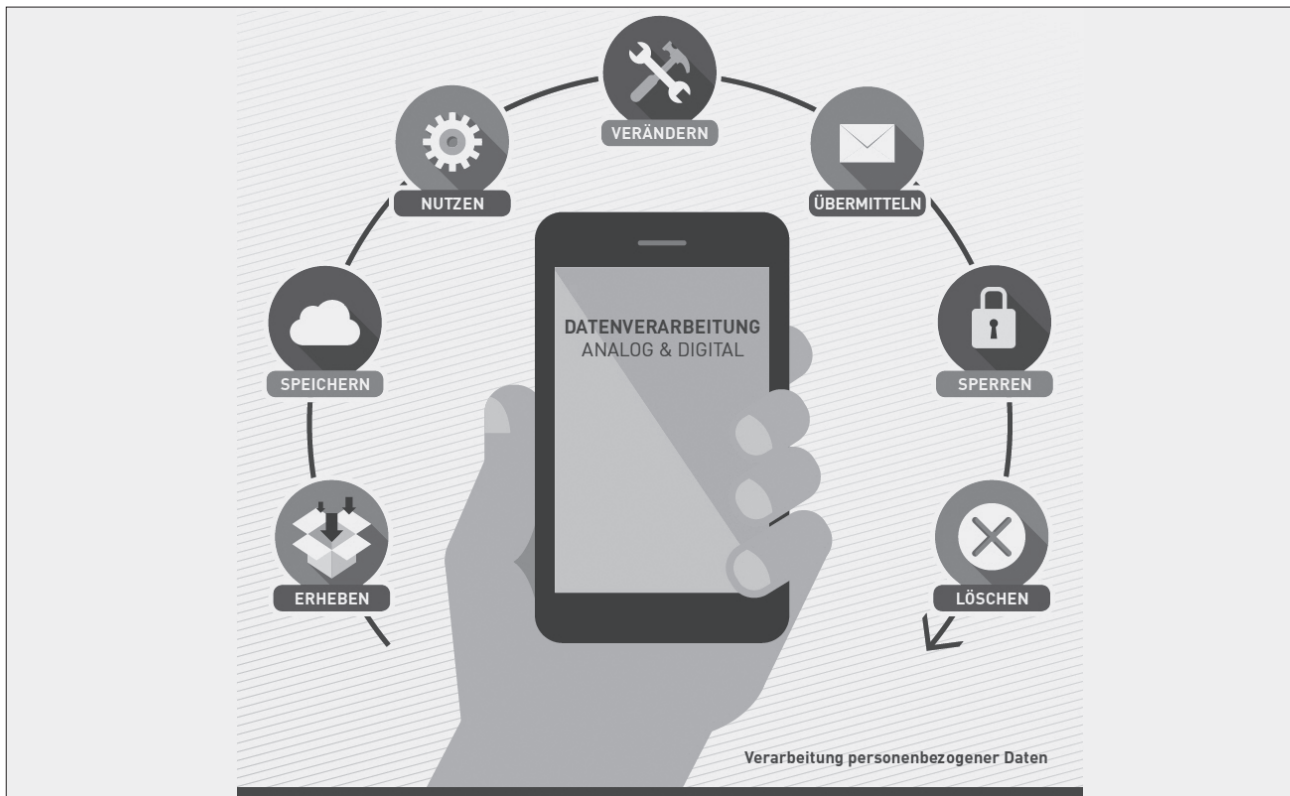 VERÄNDERN
NUTZEN
ÜBERMITTELN
SPEICHERN
SPERREN
ERHEBEN
LÖSCHEN
DATENVERARBEITUNG
ANALOG & DIGITAL
Verarbeitung personenbezogener Daten